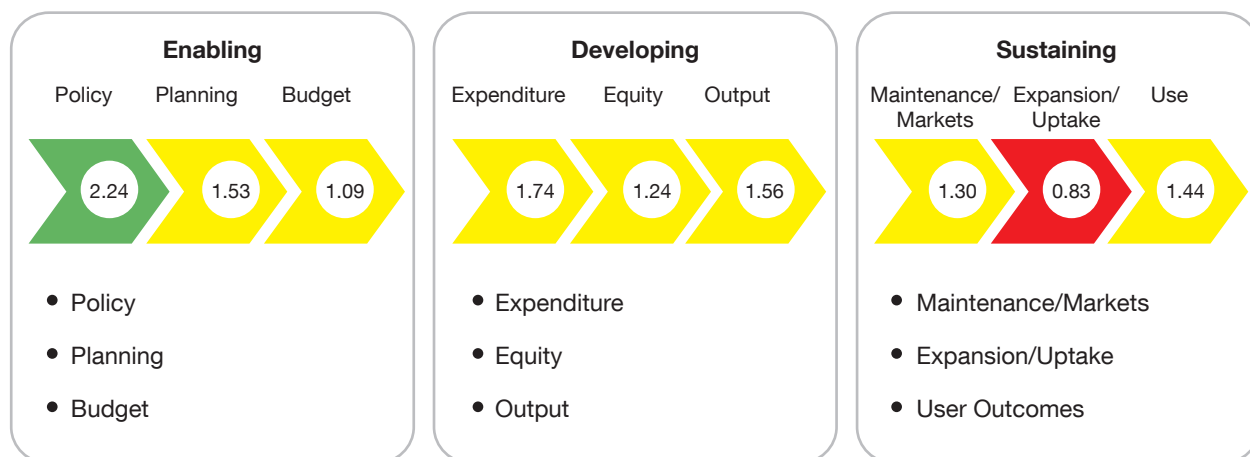 Enabling
Policy Planning Budget
2.24 1.53 1.09
• Policy
• Planning
• Budget
Developing
Expenditure Equity Output
1.74 1.24 1.56
• Expenditure
• Equity
• Output
Sustaining
Maintenance/ Expansion/ Use
Markets Uptake
1.30 0.83 1.44
• Maintenance/Markets
• Expansion/Uptake
• User Outcomes